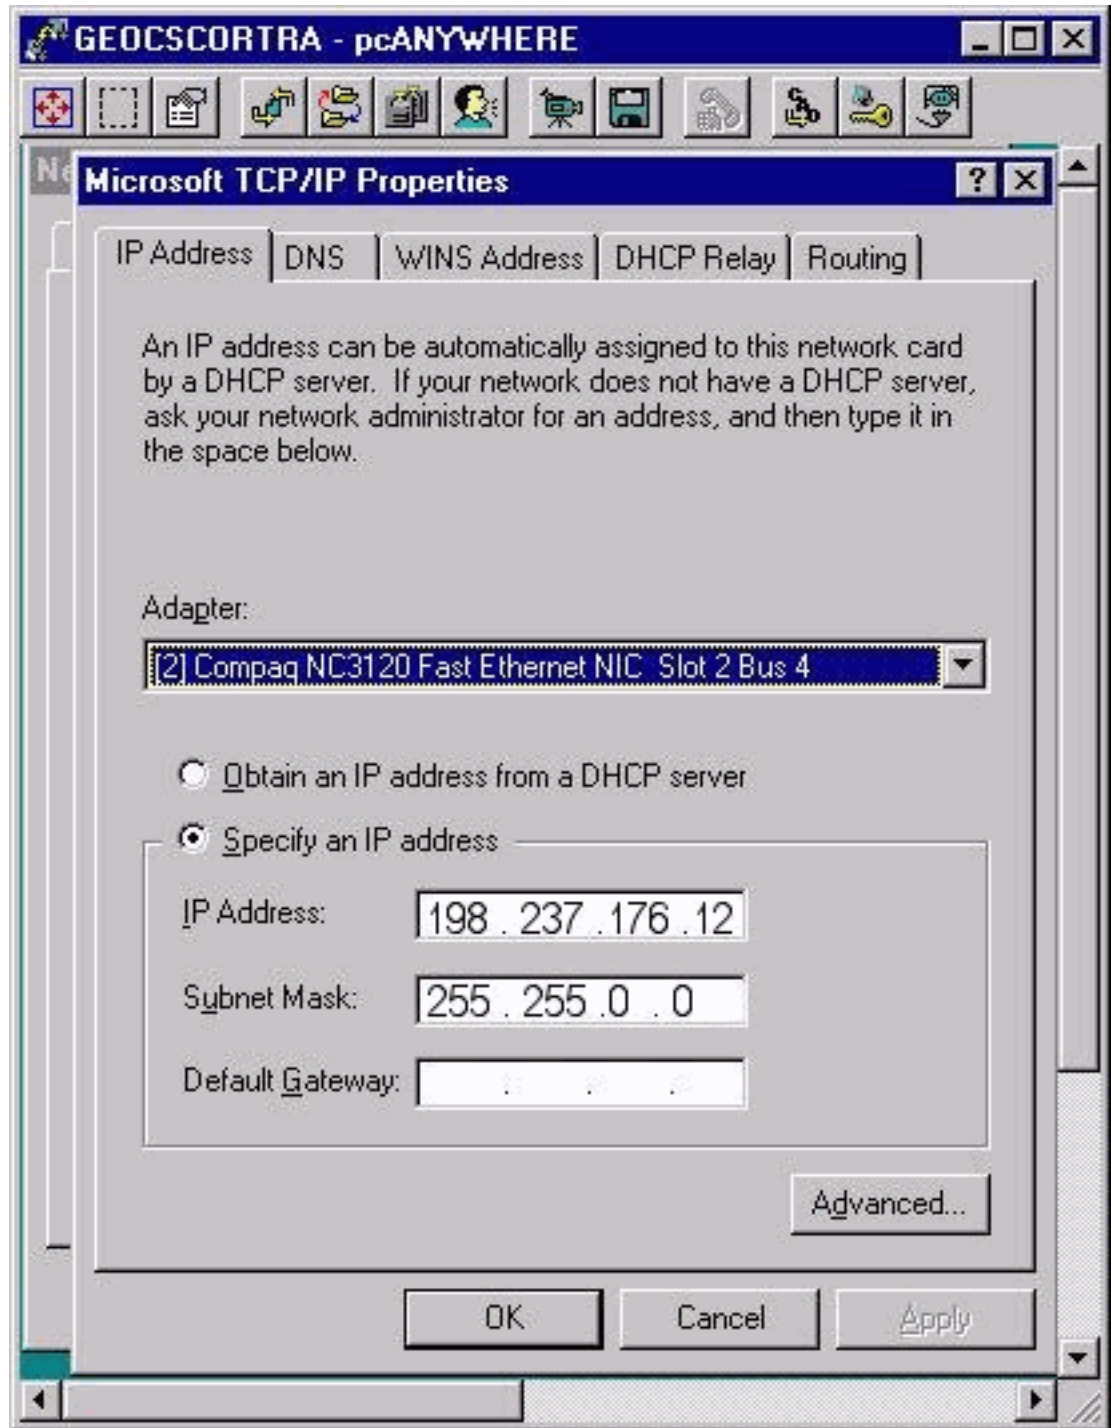 GEOCSCORTRA - pcANYWHERE
Microsoft TCP/IP Properties
IP Address DNS WINS Address DHCP Relay Routing
An IP address can be automatically assigned to this network card
by a DHCP server. If your network does not have a DHCP server,
ask your network administrator for an address, and then type it in
the space below.
Adapter:
[2] Compaq NC3120 Fast Ethernet NIC Slot 2 Bus 4
Obtain an IP address from a DHCP server
Specify an IP address
IP Address: 198 . 237 .176 .12
Subnet Mask: 255 . 255 .0 . 0
Default Gateway: . . .
Advanced...
OK Cancel Apply